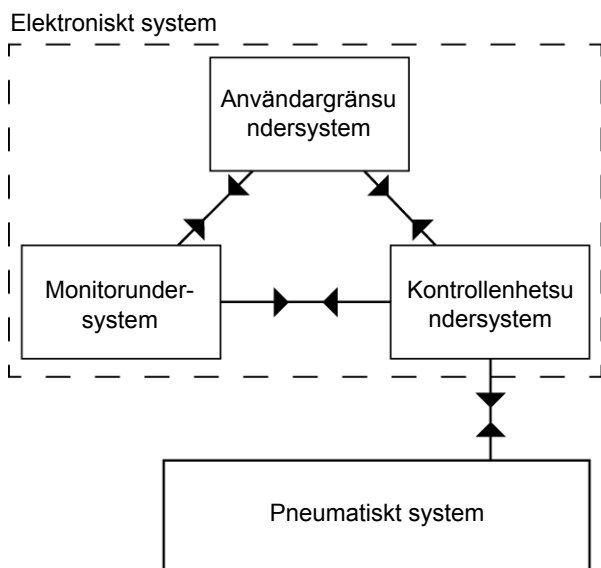 Elektroniskt system
Användargränsu
ndersystem
Monitorunder-
system
Kontrollenhetsu
ndersystem
Pneumatiskt system